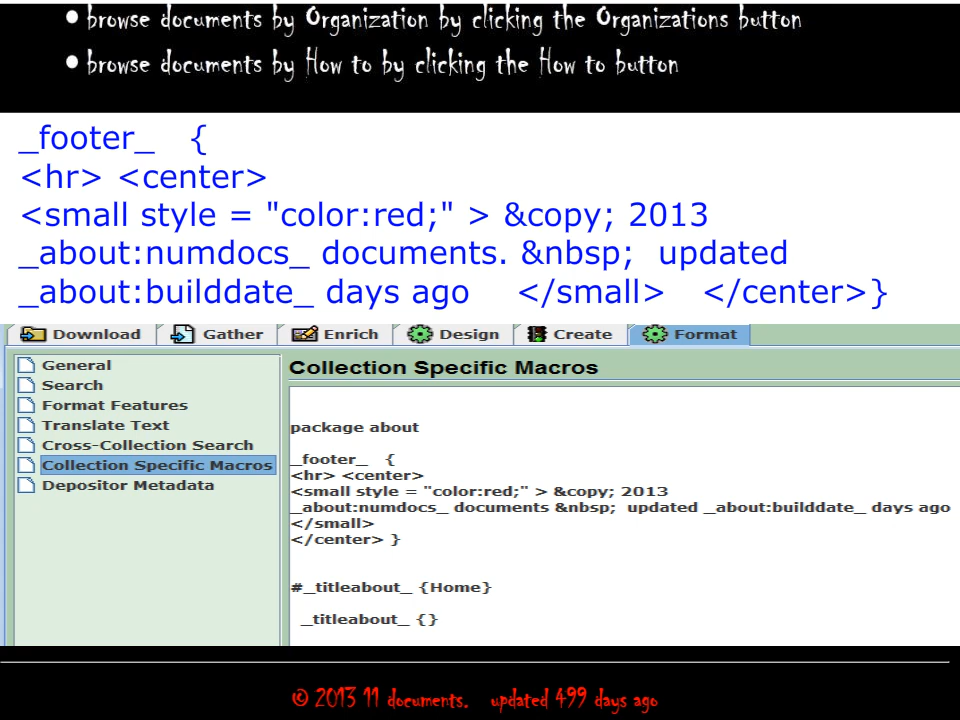 • browse documents by Organization by clicking the Organizations button
• browse documents by How to by clicking the How to button
_footer_ {
<hr> <center>
<small style = "color:red;" > &copy; 2013
_about:numdocs_ documents. &nbsp; updated
_about:builddate_ days ago </small> </center>}
Download Gather Enrich Design Create Format
General
Search
Format Features
Translate Text
Cross-Collection Search
Collection Specific Macros
Depositor Metadata
Collection Specific Macros
package about
_footer_ {
<hr> <center>
<small style = "color:red;" > &copy; 2013
_about:numdocs_ documents &nbsp; updated _about:builddate_ days ago
</small>
</center> }
#_titleabout_ {Home}
_titleabout_ {}
© 2013 11 documents. updated 499 days ago